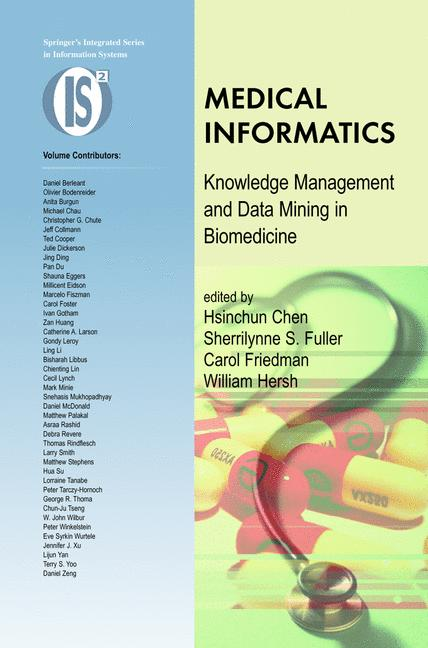 Springer's Integrated Series
in Information Systems
IS2
Volume Contributors:
Daniel Berleant
Olivier Bodenreider
Anita Burgun
Michael Chau
Christopher G. Chute
Jeff Collmann
Ted Cooper
Julie Dickerson
Jing Ding
Pan Du
Shauna Eggers
Millicent Eidson
Marcelo Fiszman
Carol Foster
Ivan Gotham
Zan Huang
Catherine A. Larson
Gondy Leroy
Ling Li
Bisharah Libbus
Chienting Lin
Cecil Lynch
Mark Minie
Snehasis Mukhopadhyay
Daniel McDonald
Matthew Palakal
Asraa Rashid
Debra Revere
Thomas Rindflesch
Larry Smith
Matthew Stephens
Hua Su
Lorraine Tanabe
Peter Tarczy-Hornoch
George R. Thoma
Chun-Ju Tseng
W. John Wilbur
Peter Winkelstein
Eve Syrkin Wurtele
Jennifer J. Xu
Lijun Yan
Terry S. Yoo
Daniel Zeng
MEDICAL
INFORMATICS
Knowledge Management
and Data Mining in
Biomedicine
edited by
Hsinchun Chen
Sherrilynne S. Fuller
Carol Friedman
William Hersh